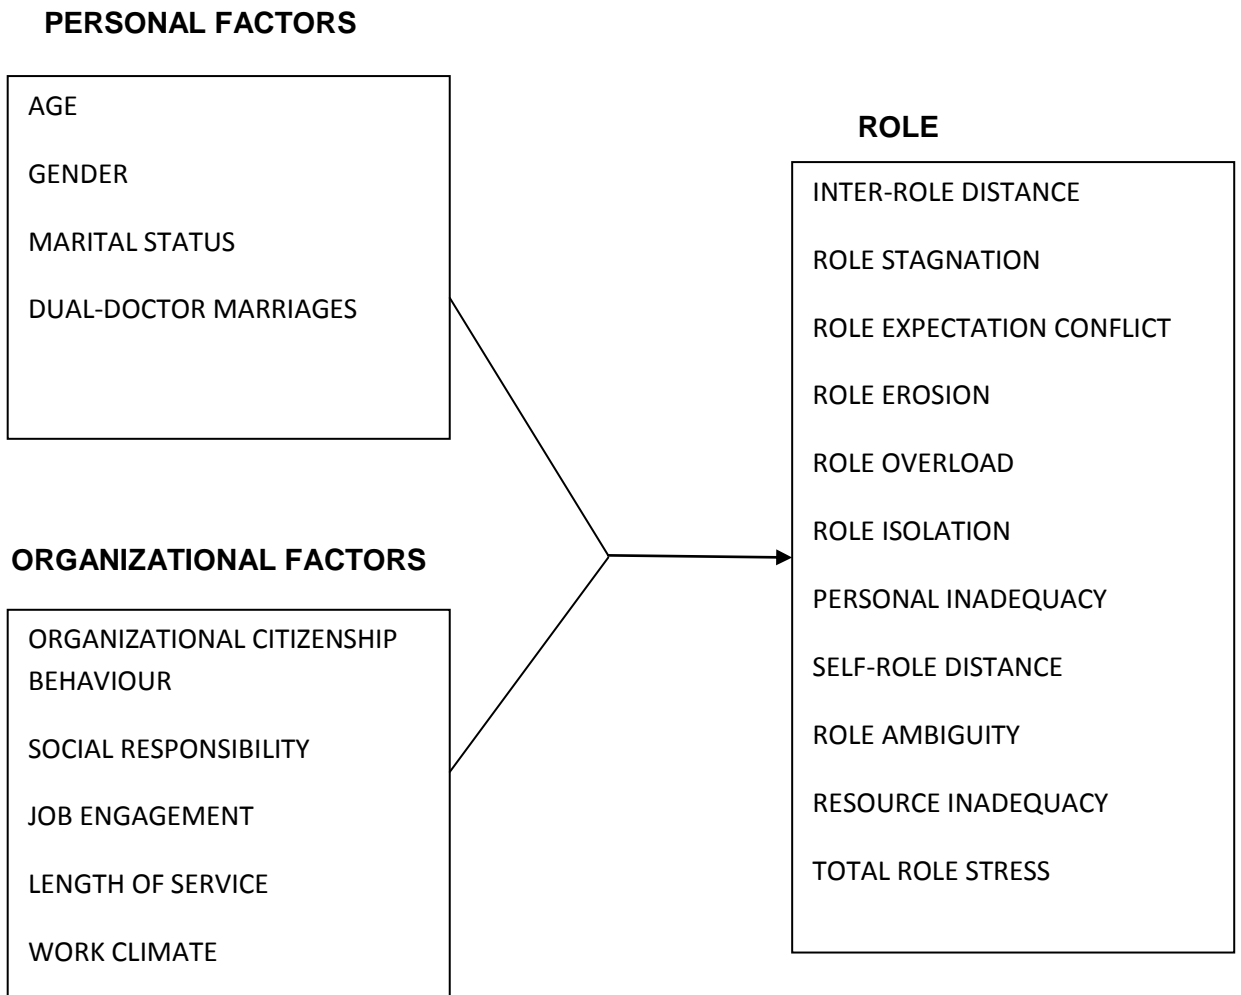 PERSONAL FACTORS
AGE
GENDER
MARITAL STATUS
DUAL-DOCTOR MARRIAGES
ORGANIZATIONAL FACTORS
ORGANIZATIONAL CITIZENSHIP
BEHAVIOUR
SOCIAL RESPONSIBILITY
JOB ENGAGEMENT
LENGTH OF SERVICE
WORK CLIMATE
ROLE
INTER-ROLE DISTANCE
ROLE STAGNATION
ROLE EXPECTATION CONFLICT
ROLE EROSION
ROLE OVERLOAD
ROLE ISOLATION
PERSONAL INADEQUACY
SELF-ROLE DISTANCE
ROLE AMBIGUITY
RESOURCE INADEQUACY
TOTAL ROLE STRESS